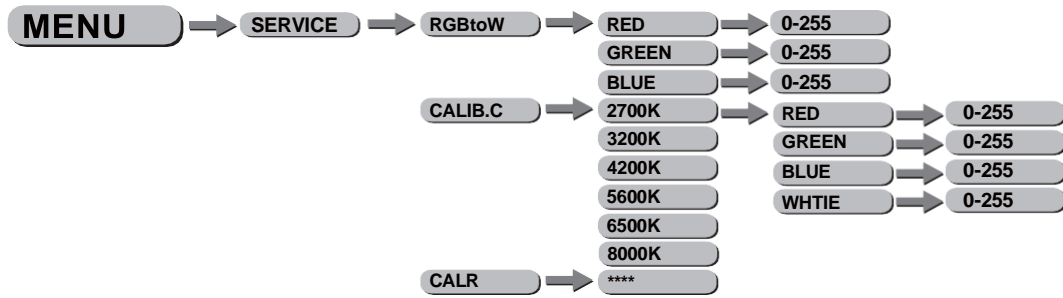 MENU SERVICE RGBtoW RED 0-255
GREEN 0-255
BLUE 0-255
CALIB.C 2700K RED 0-255
3200K GREEN 0-255
4200K BLUE 0-255
5600K WHTIE 0-255
6500K
8000K
CALR ****